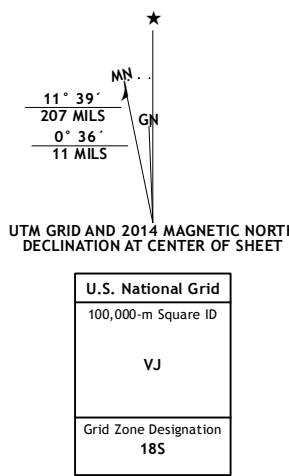 MN
11° 39´
207 MILS
GN
0° 36´
11 MILS
UTM GRID AND 2014 MAGNETIC NORTH
DECLINATION AT CENTER OF SHEET
U.S. National Grid
100,000-m Square ID
VJ
Grid Zone Designation
18S